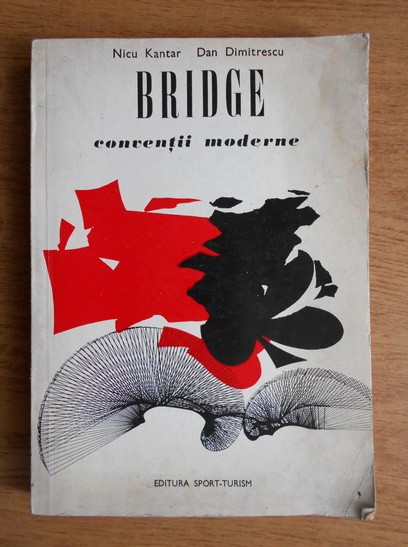 Nicu Kantar Dan Dimitrescu
BRIDGE
convenții moderne
EDITURA SPORT-TURISM